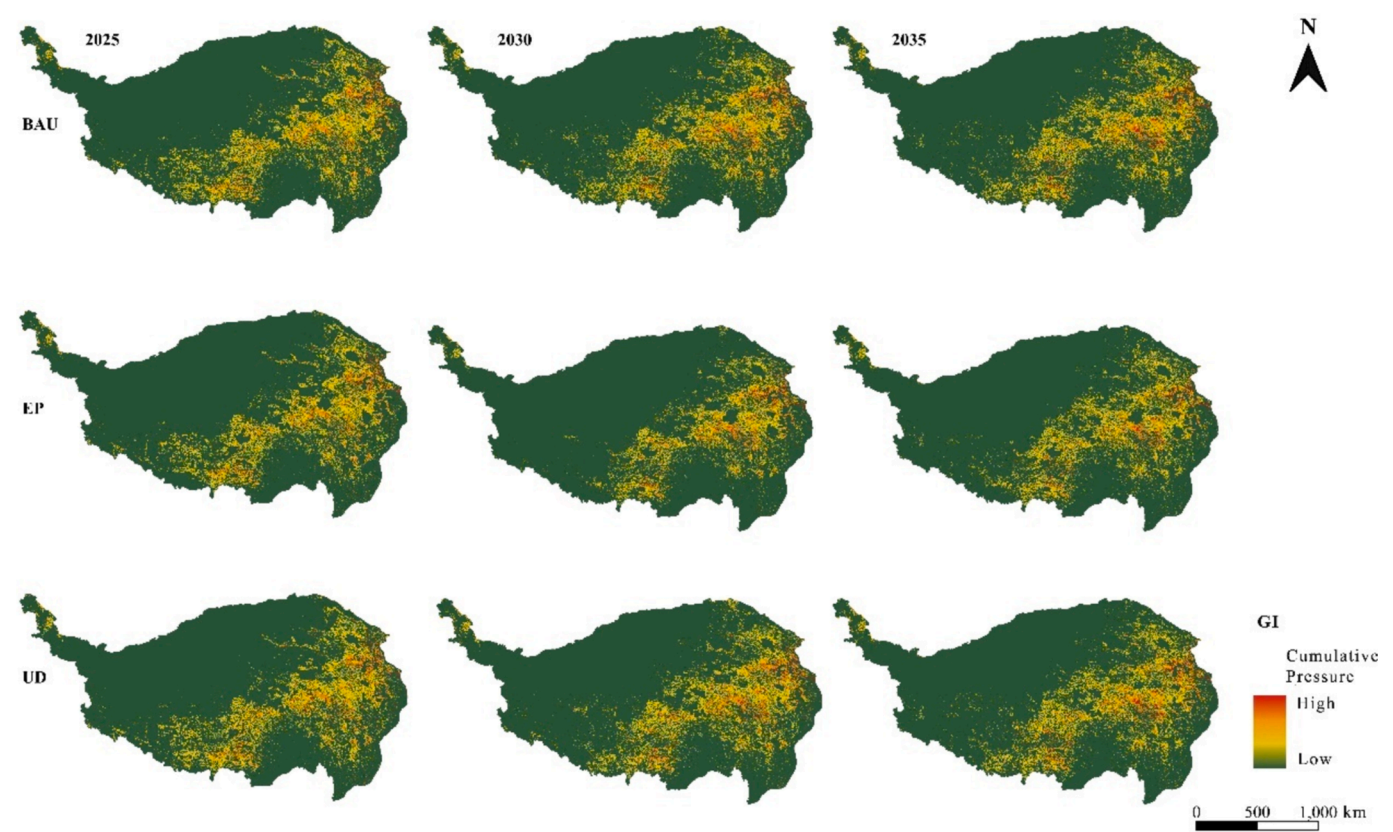 2025
2030
2035
N
BAU
EP
UD
GI
Cumulative
Pressure
High
Low
0 500 1,000 km